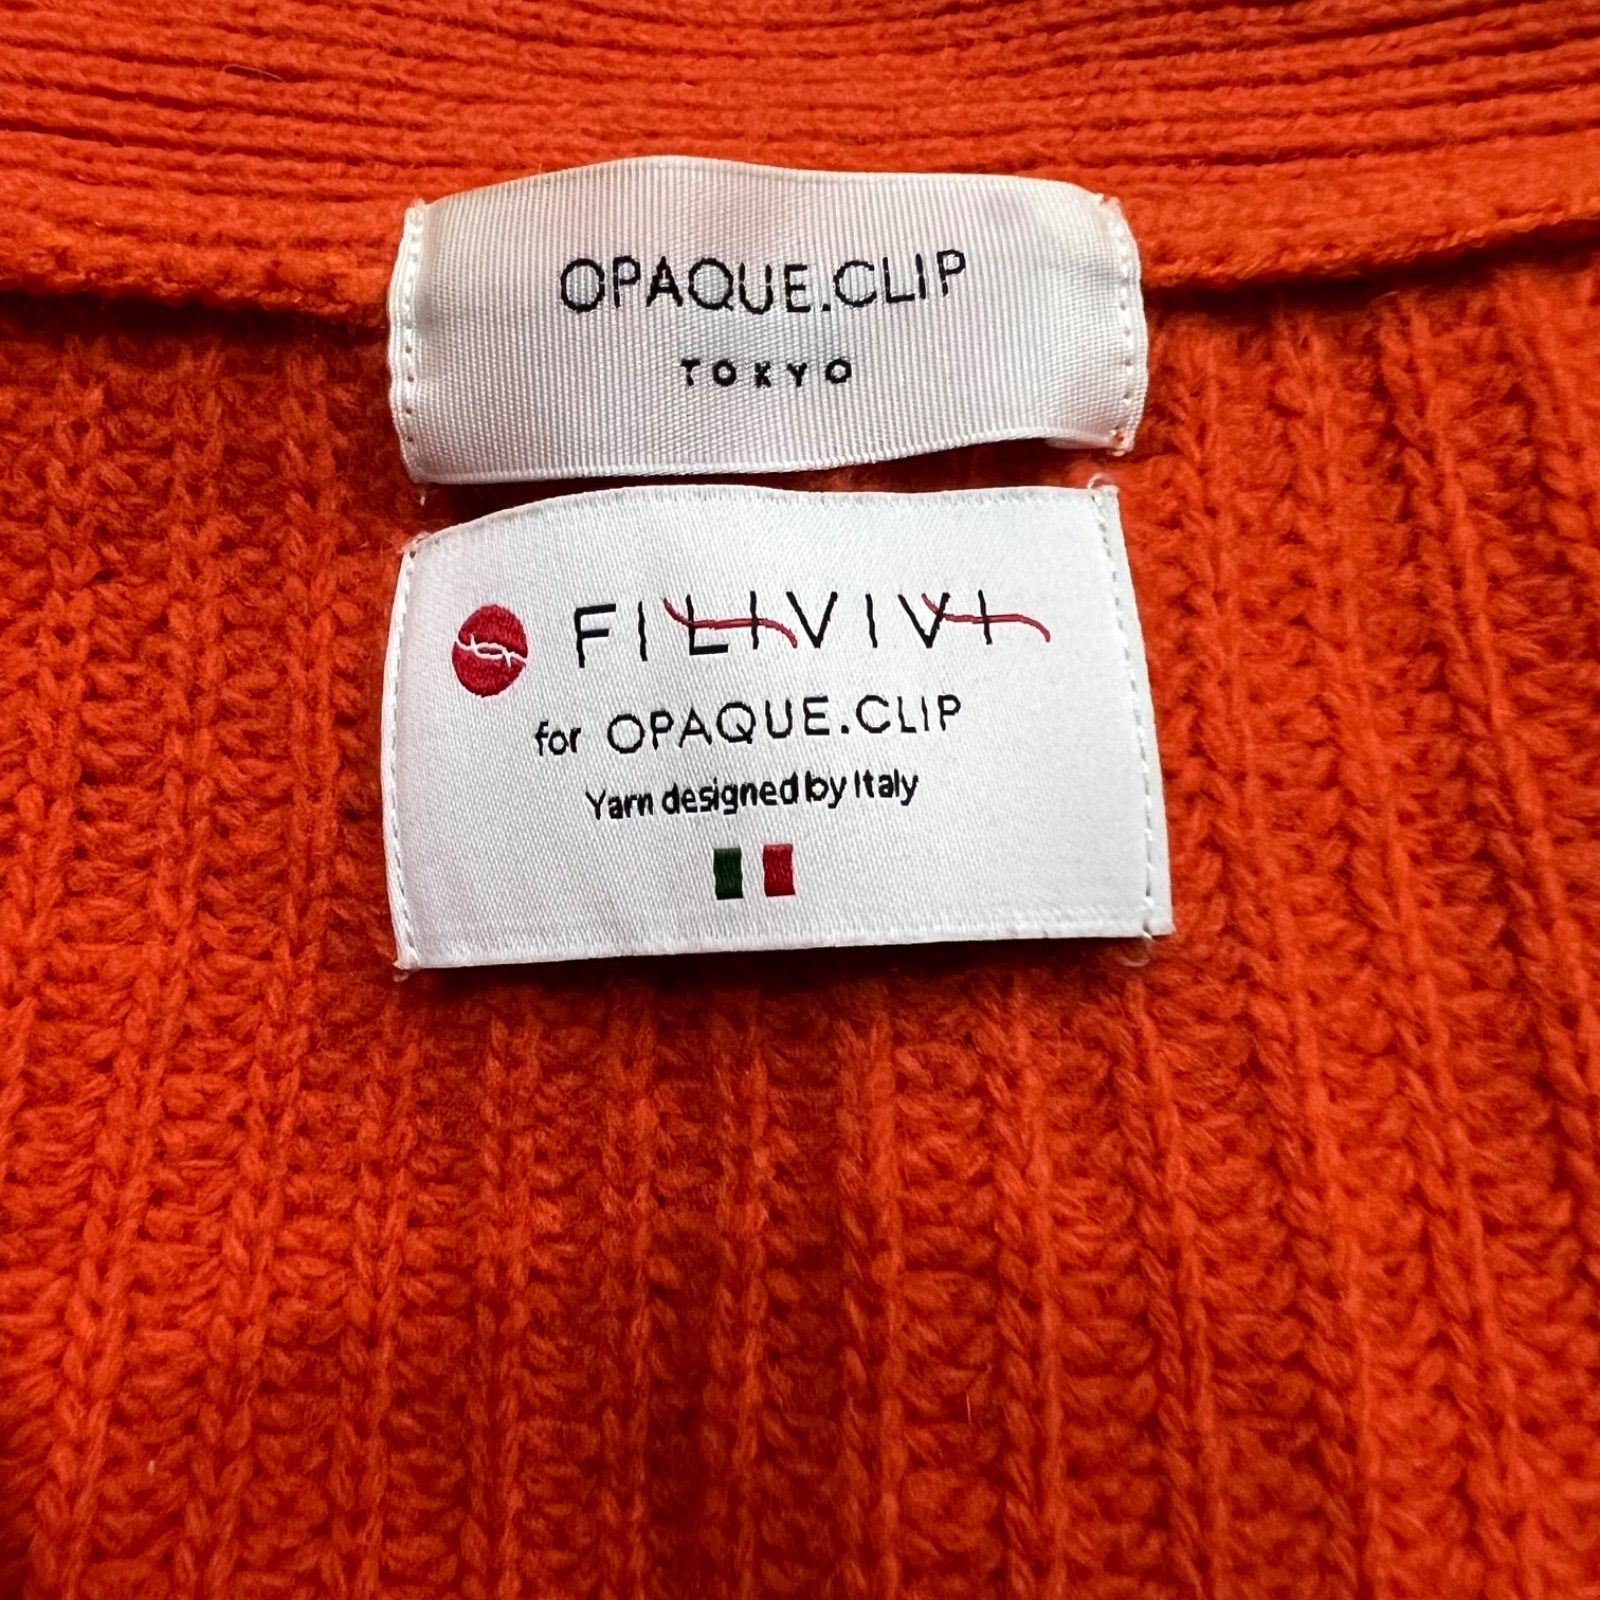 OPAQUE.CLIP
TOKYO
FILIVIVI
for OPAQUE.CLIP
Yarn designed by Italy